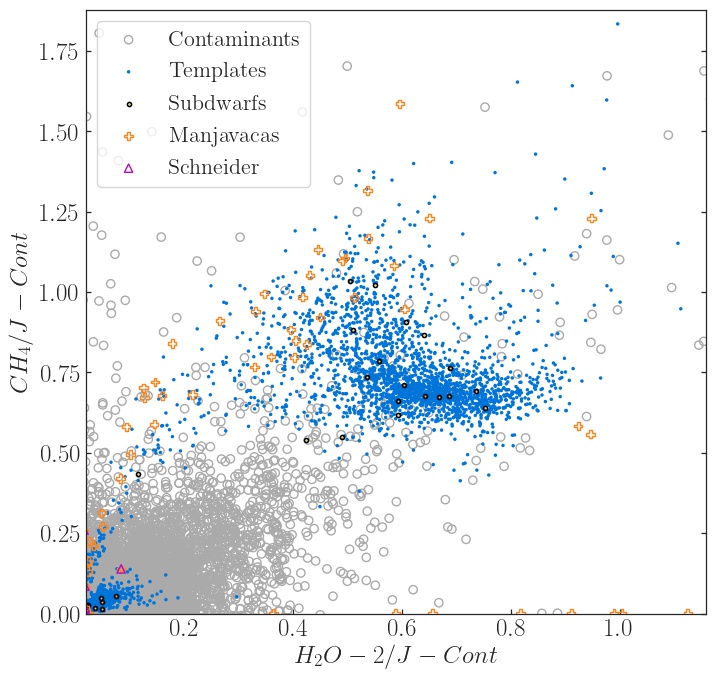 Contaminants
Templates
Subdwarfs
Manjavacas
Schneider
1.75
1.50
1.25
1.00
0.75
0.50
0.25
0.00
CH₄/J − Cont
0.2
0.4
0.6
0.8
1.0
H₂O − 2/J − Cont